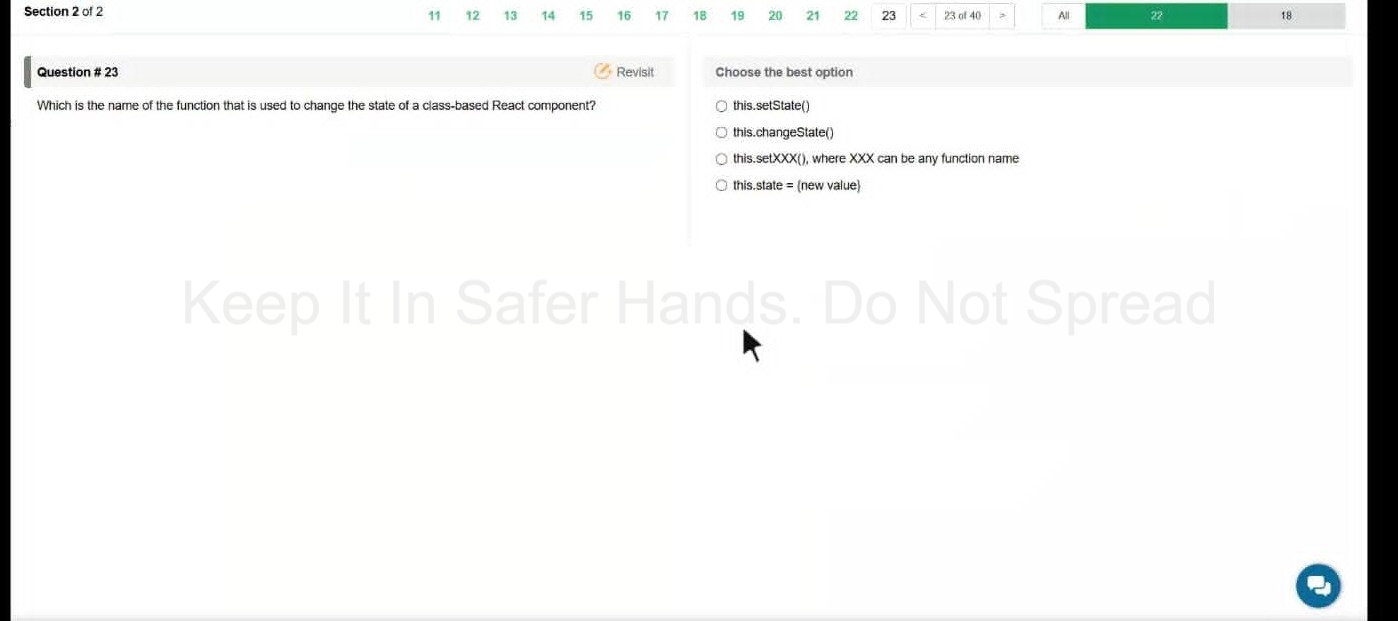 Section 2 of 2
11 12 13 14 15 16 17 18 19 20 21 22 23 < 23 of 40 > All 22 18
Question # 23
Revisit
Which is the name of the function that is used to change the state of a class-based React component?
Choose the best option
this.setState()
this.changeState()
this.setXXX(), where XXX can be any function name
this.state = {new value}
Keep It In Safer Hands. Do Not Spread